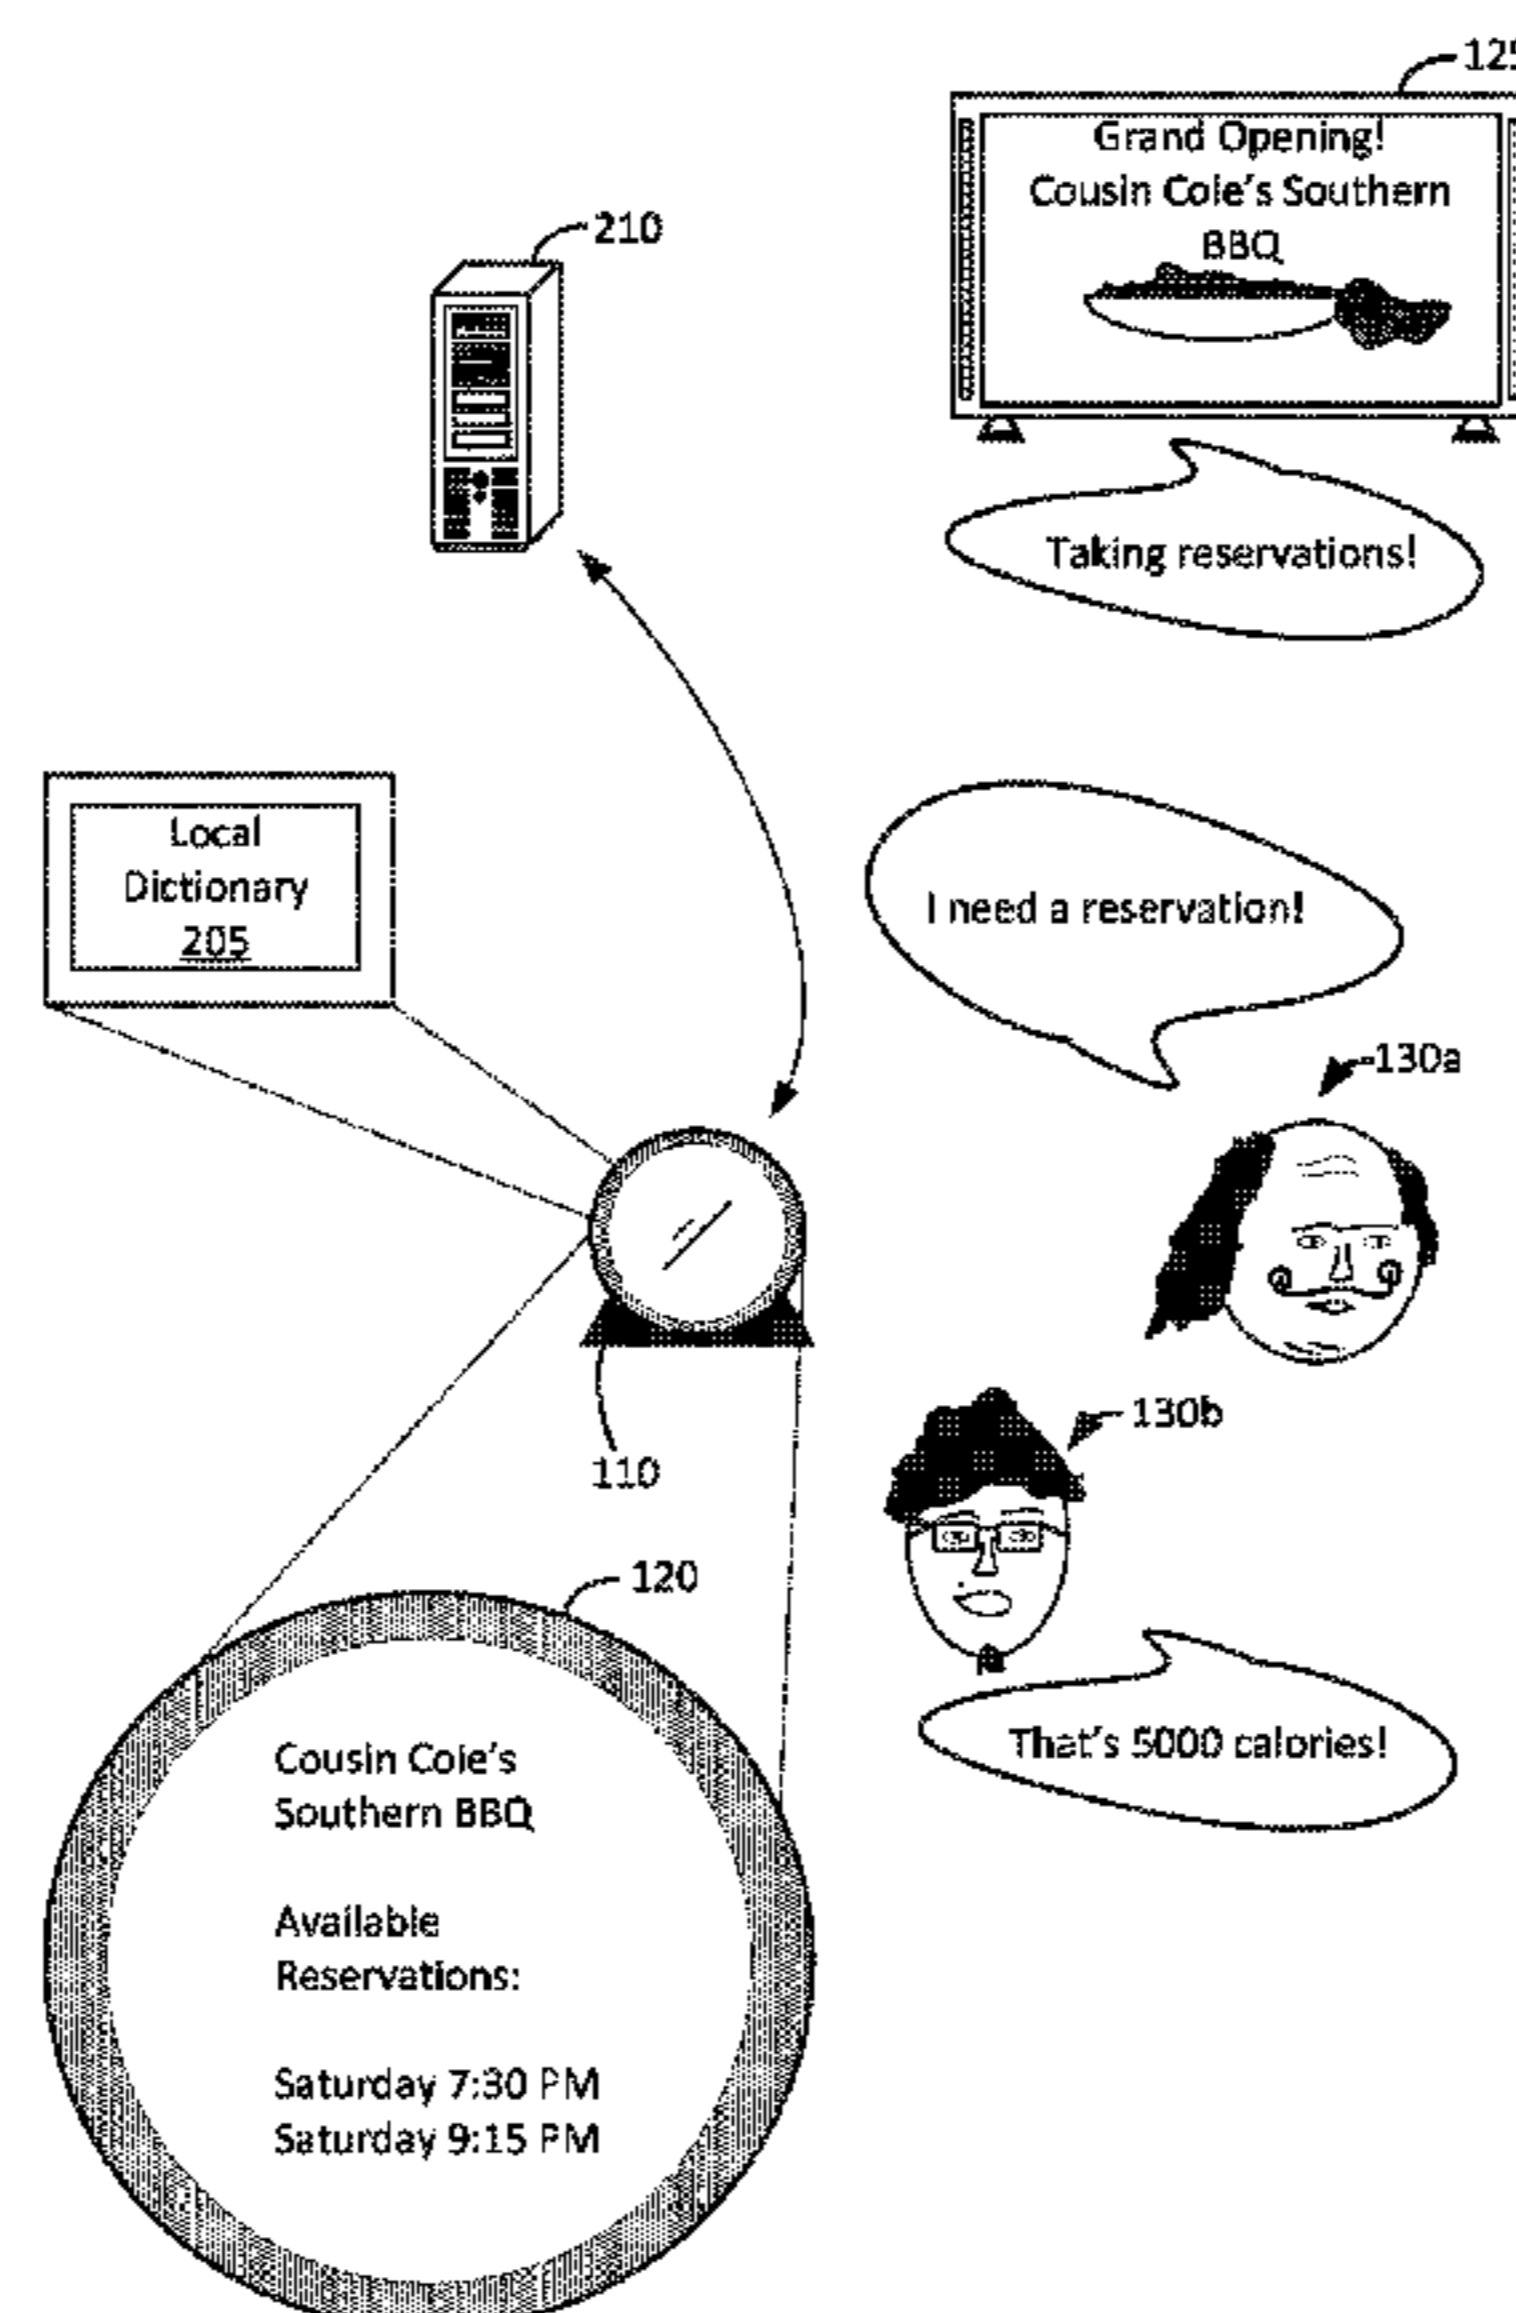 125
Grand Opening!
Cousin Cole's Southern
BBQ
210
Taking reservations!
Local
Dictionary
205
I need a reservation!
130a
130b
110
120
That's 5000 calories!
Cousin Cole's
Southern BBQ
Available
Reservations:
Saturday 7:30 PM
Saturday 9:15 PM